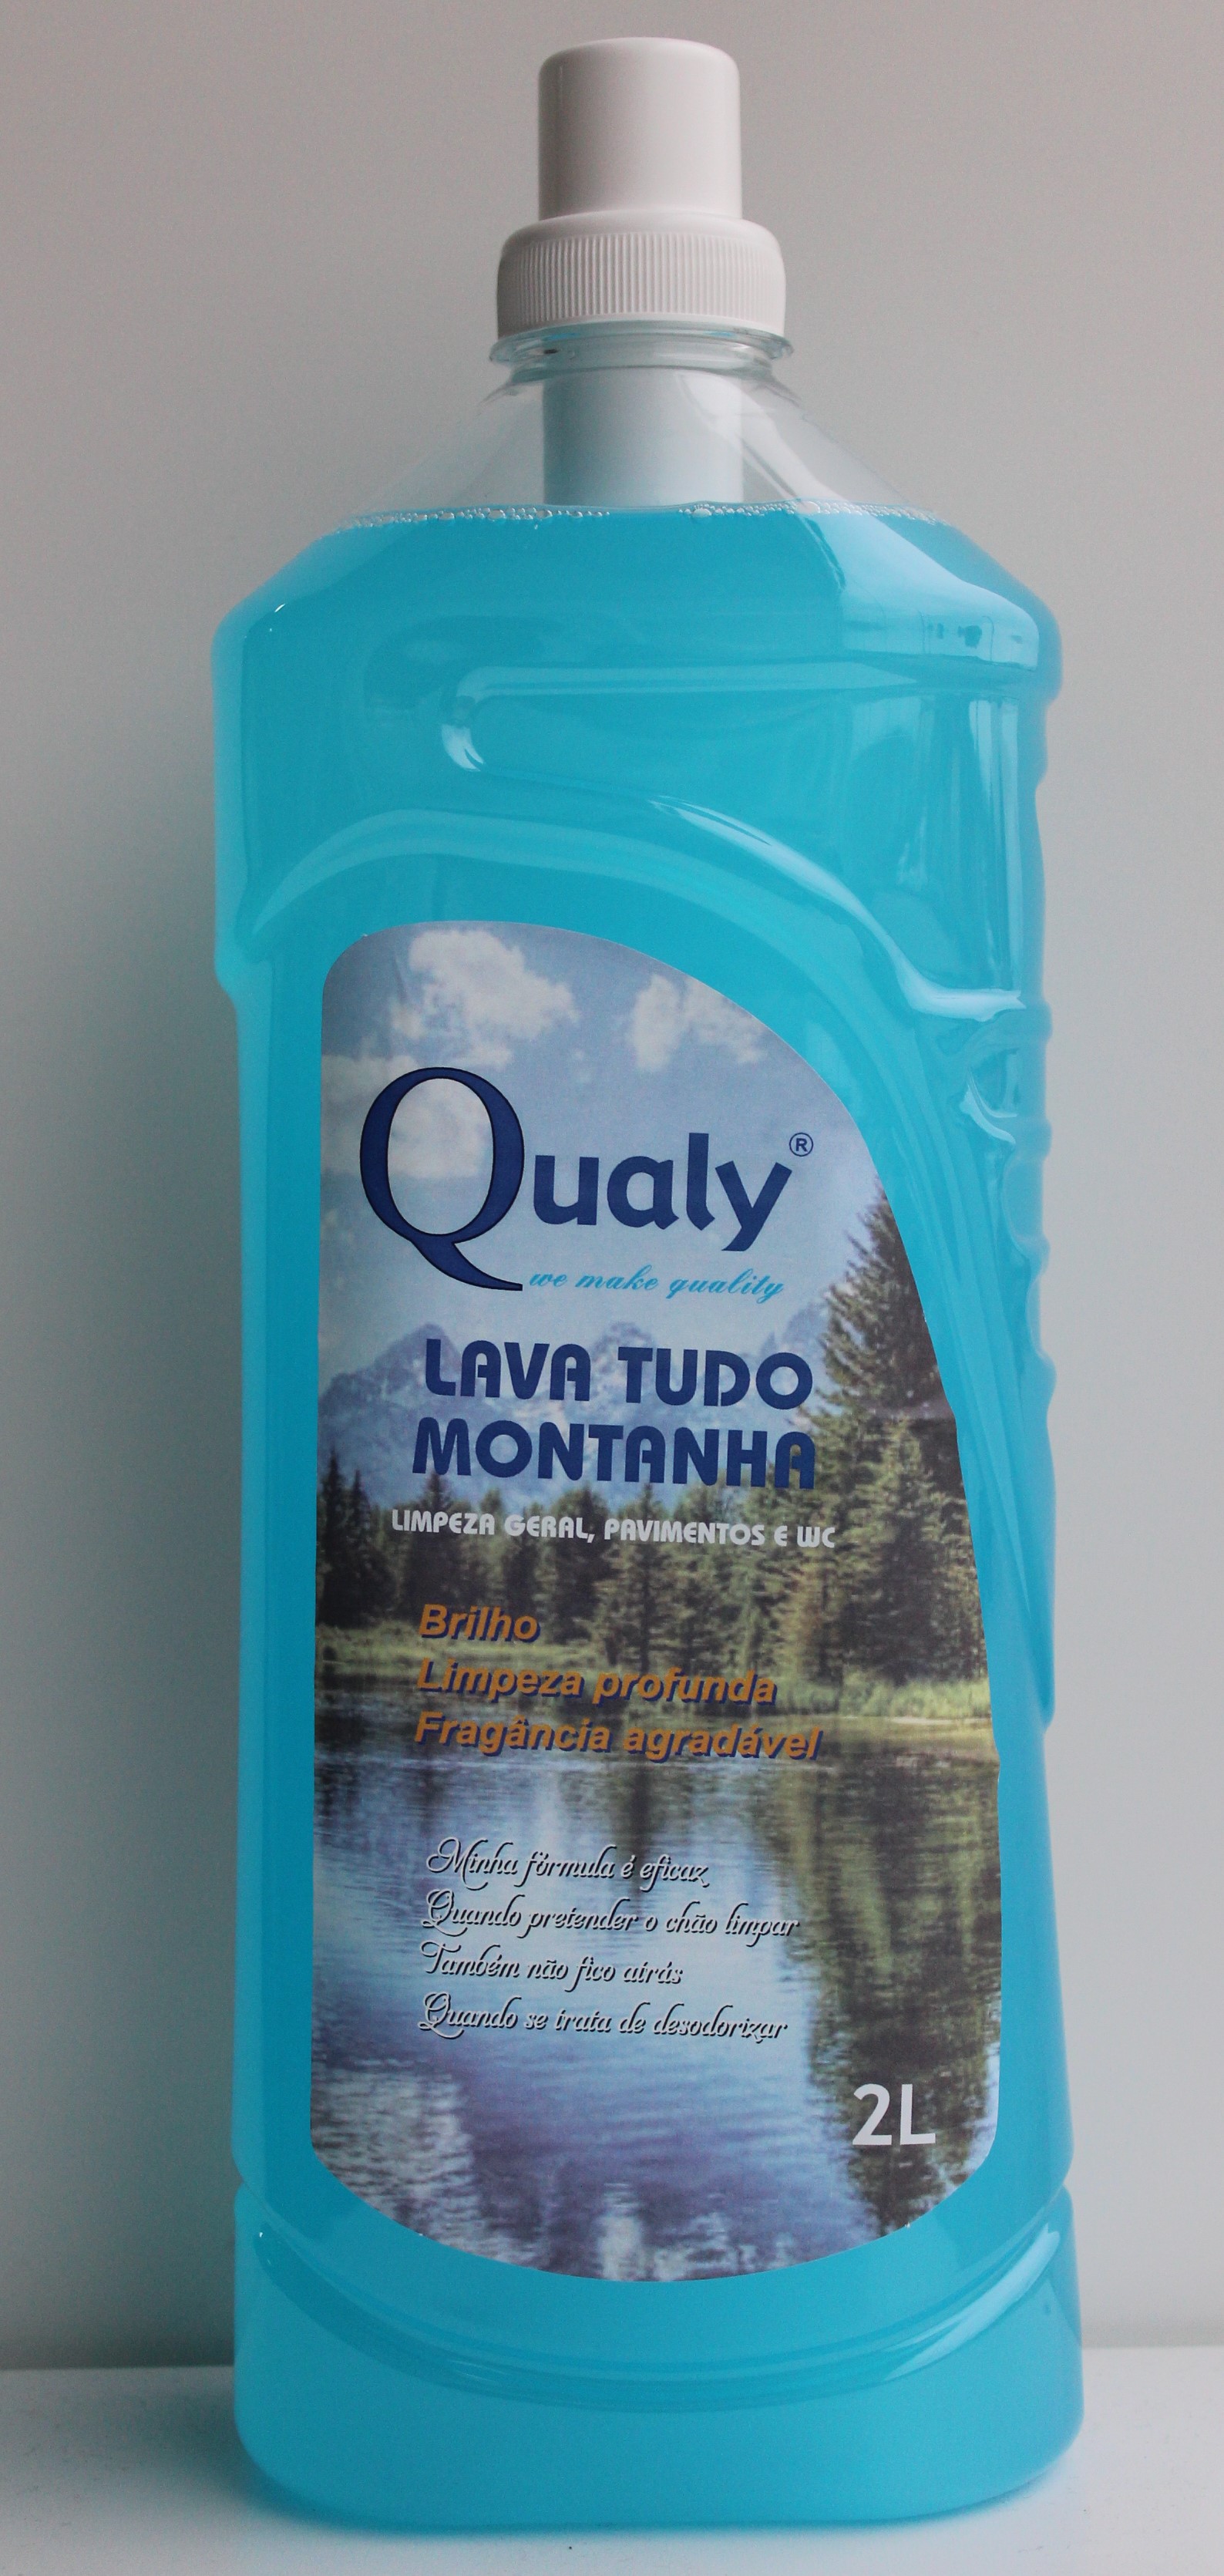 Qualy®
we make quality
LAVA TUDO
MONTANHA
LIMPEZA GERAL, PAVIMENTOS E WC
Brilho
Limpeza profunda
Fragância agradável
Minha fórmula é eficaz
Quando pretender o chão limpar
Também não fico atrás
Quando se trata de desodorizar
2L